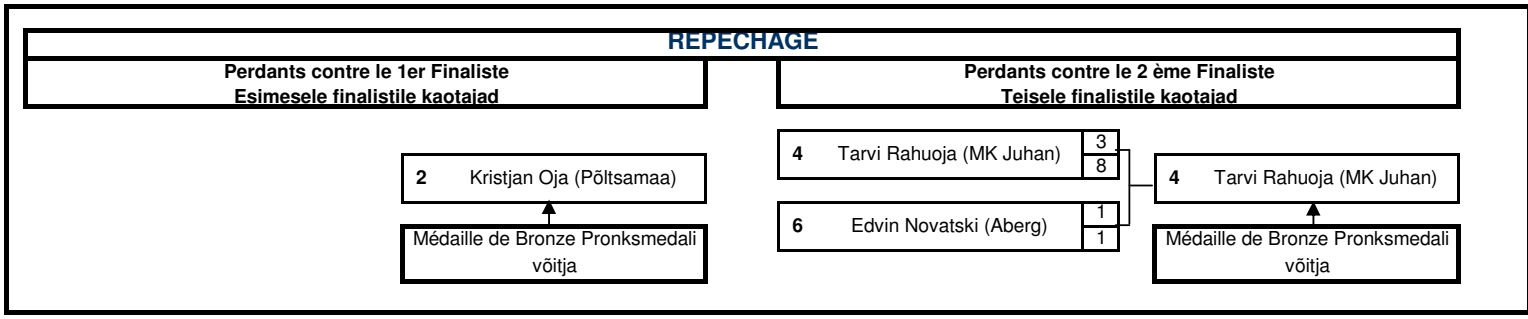 REPECHAGE
Perdants contre le 1er Finaliste
Esimesele finalistile kaotajad
Perdants contre le 2 ème Finaliste
Teisele finalistile kaotajad
2 Kristjan Oja (Põltsamaa)
Médaille de Bronze Pronksmedali
võitja
4 Tarvi Rahuoja (MK Juhan) 3
8
6 Edvin Novatski (Aberg) 1
1
4 Tarvi Rahuoja (MK Juhan)
Médaille de Bronze Pronksmedali
võitja